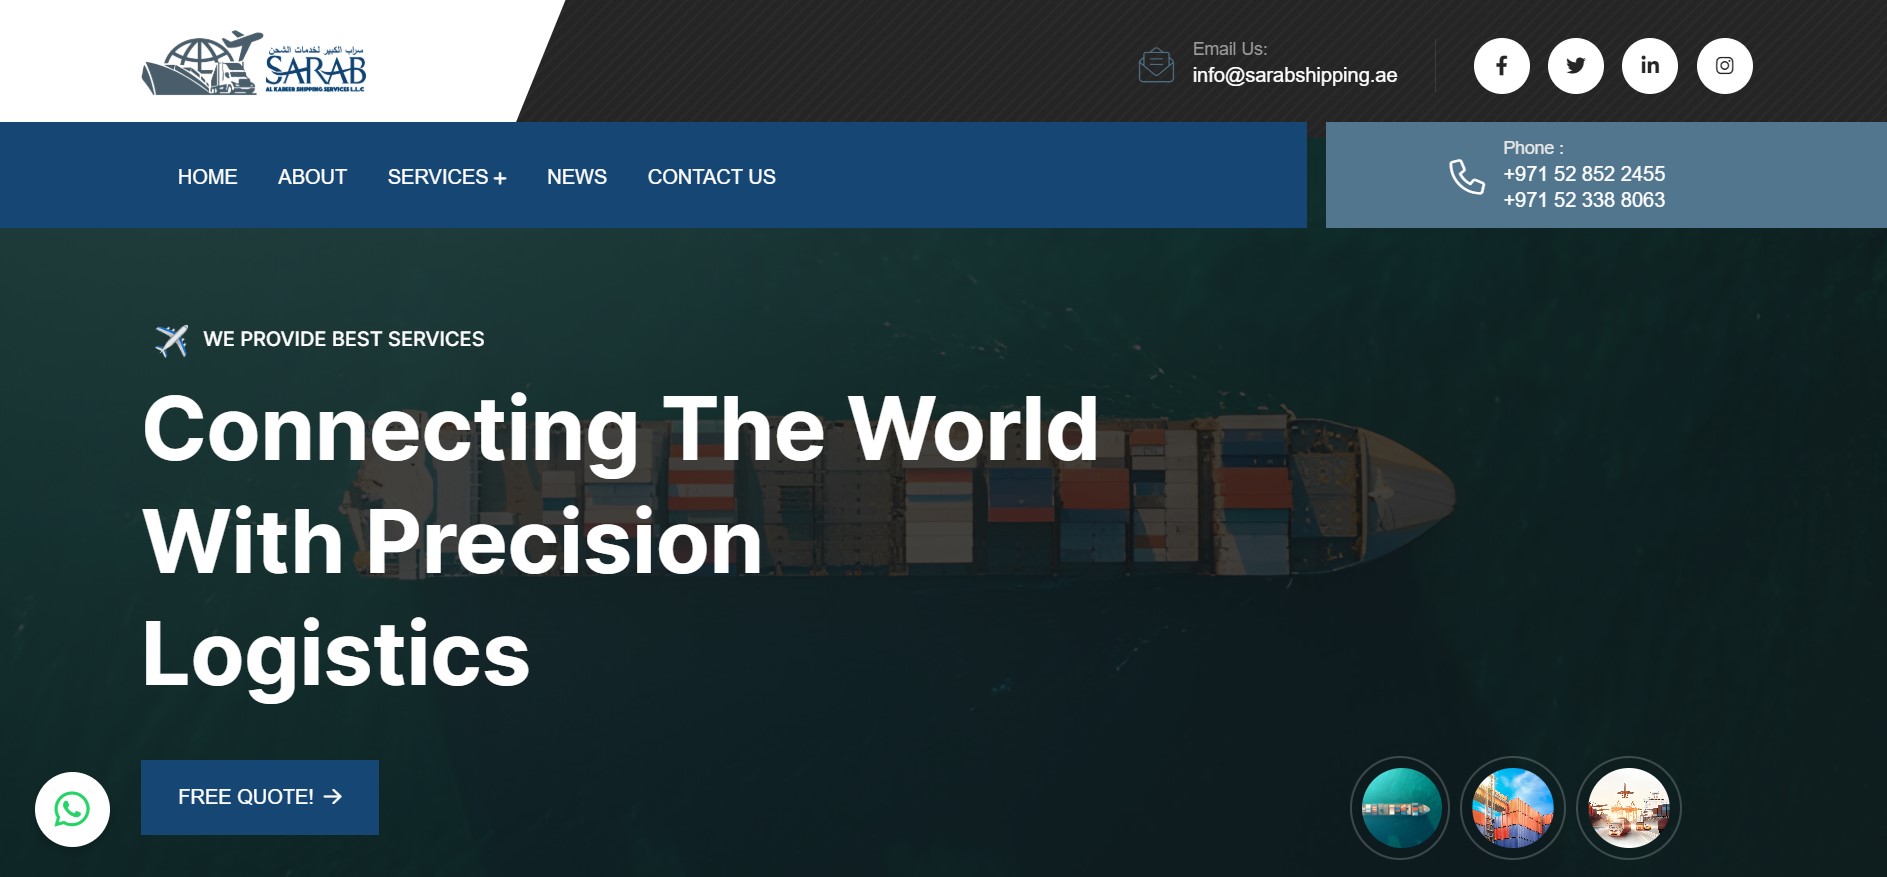 سراب الكبير لخدمات الشحن
SARAB
AL KABEER SHIPPING SERVICES L.L.C
Email Us:
info@sarabshipping.ae
HOME ABOUT SERVICES + NEWS CONTACT US
Phone :
+971 52 852 2455
+971 52 338 8063
WE PROVIDE BEST SERVICES
Connecting The World
With Precision
Logistics
FREE QUOTE! →